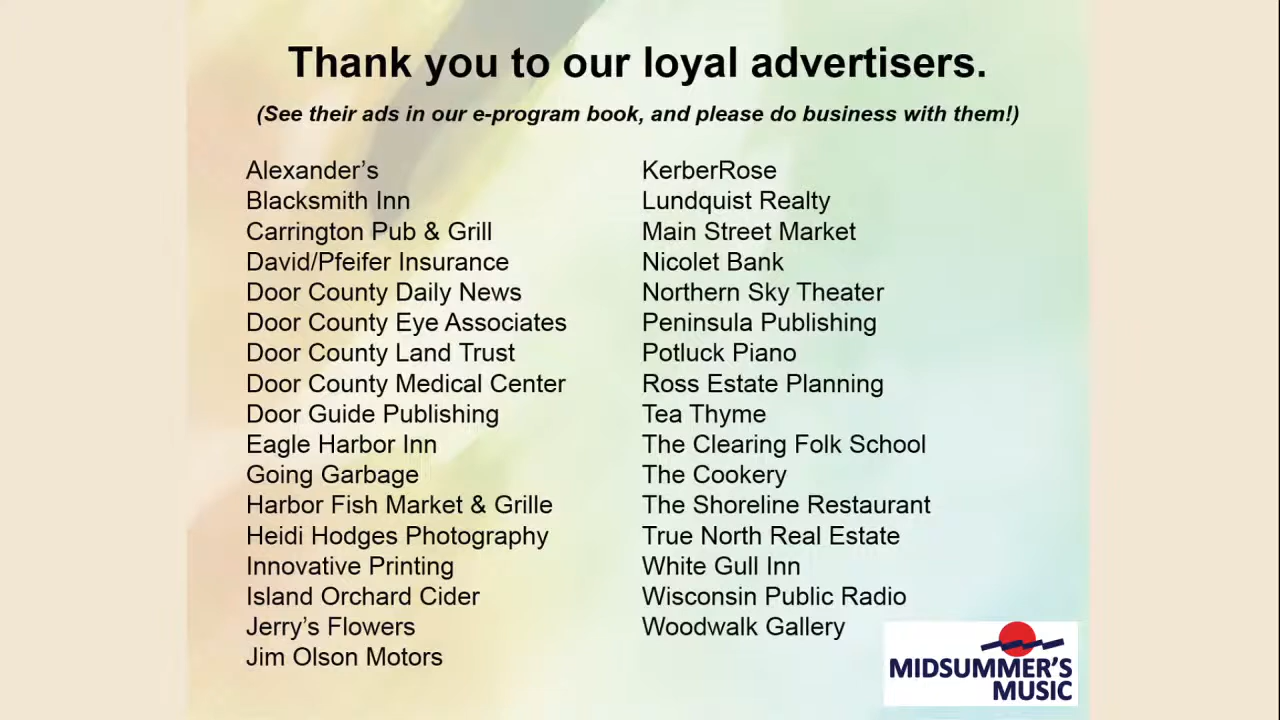 Thank you to our loyal advertisers.
(See their ads in our e-program book, and please do business with them!)
Alexander’s
Blacksmith Inn
Carrington Pub & Grill
David/Pfeifer Insurance
Door County Daily News
Door County Eye Associates
Door County Land Trust
Door County Medical Center
Door Guide Publishing
Eagle Harbor Inn
Going Garbage
Harbor Fish Market & Grille
Heidi Hodges Photography
Innovative Printing
Island Orchard Cider
Jerry’s Flowers
Jim Olson Motors
KerberRose
Lundquist Realty
Main Street Market
Nicolet Bank
Northern Sky Theater
Peninsula Publishing
Potluck Piano
Ross Estate Planning
Tea Thyme
The Clearing Folk School
The Cookery
The Shoreline Restaurant
True North Real Estate
White Gull Inn
Wisconsin Public Radio
Woodwalk Gallery
MIDSUMMER’S
MUSIC